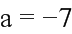 a = −7